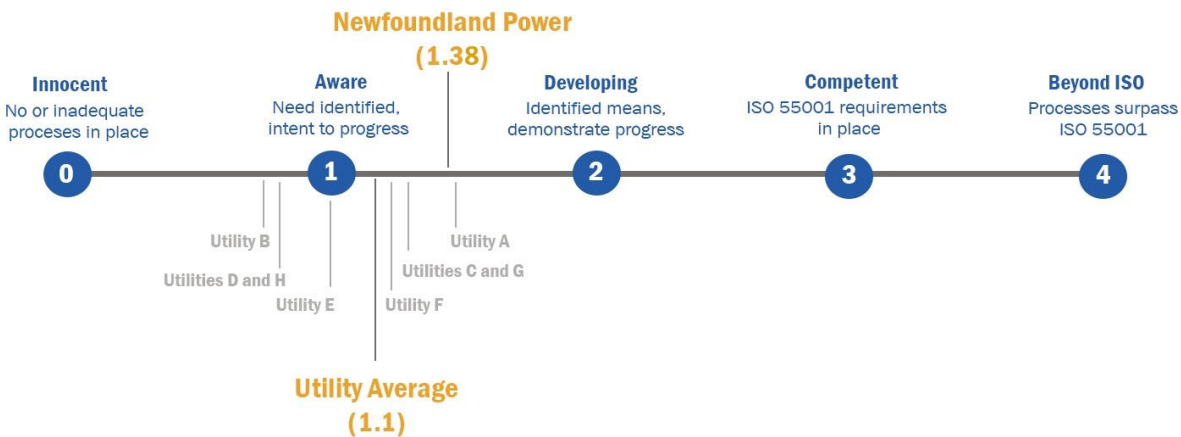 Newfoundland Power
(1.38)
Innocent
No or inadequate
proceses in place
Aware
Need identified,
intent to progress
Developing
Identified means,
demonstrate progress
Competent
ISO 55001 requirements
in place
Beyond ISO
Processes surpass
ISO 55001
0
1
2
3
4
Utility B
Utility A
Utilities D and H
Utilities C and G
Utility E
Utility F
Utility Average
(1.1)